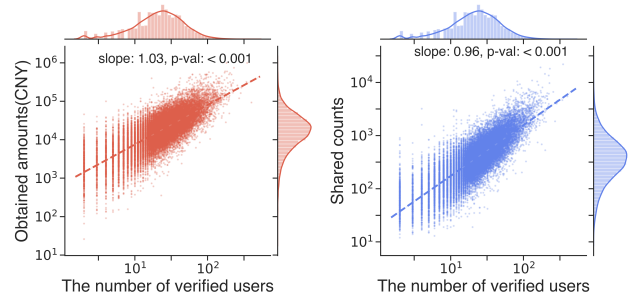 slope: 1.03, p-val: < 0.001
Obtained amounts(CNY)
10^6
10^5
10^4
10^3
10^2
10^1
10^1
10^2
The number of verified users
slope: 0.96, p-val: < 0.001
Shared counts
10^4
10^3
10^2
10^1
10^1
10^2
The number of verified users